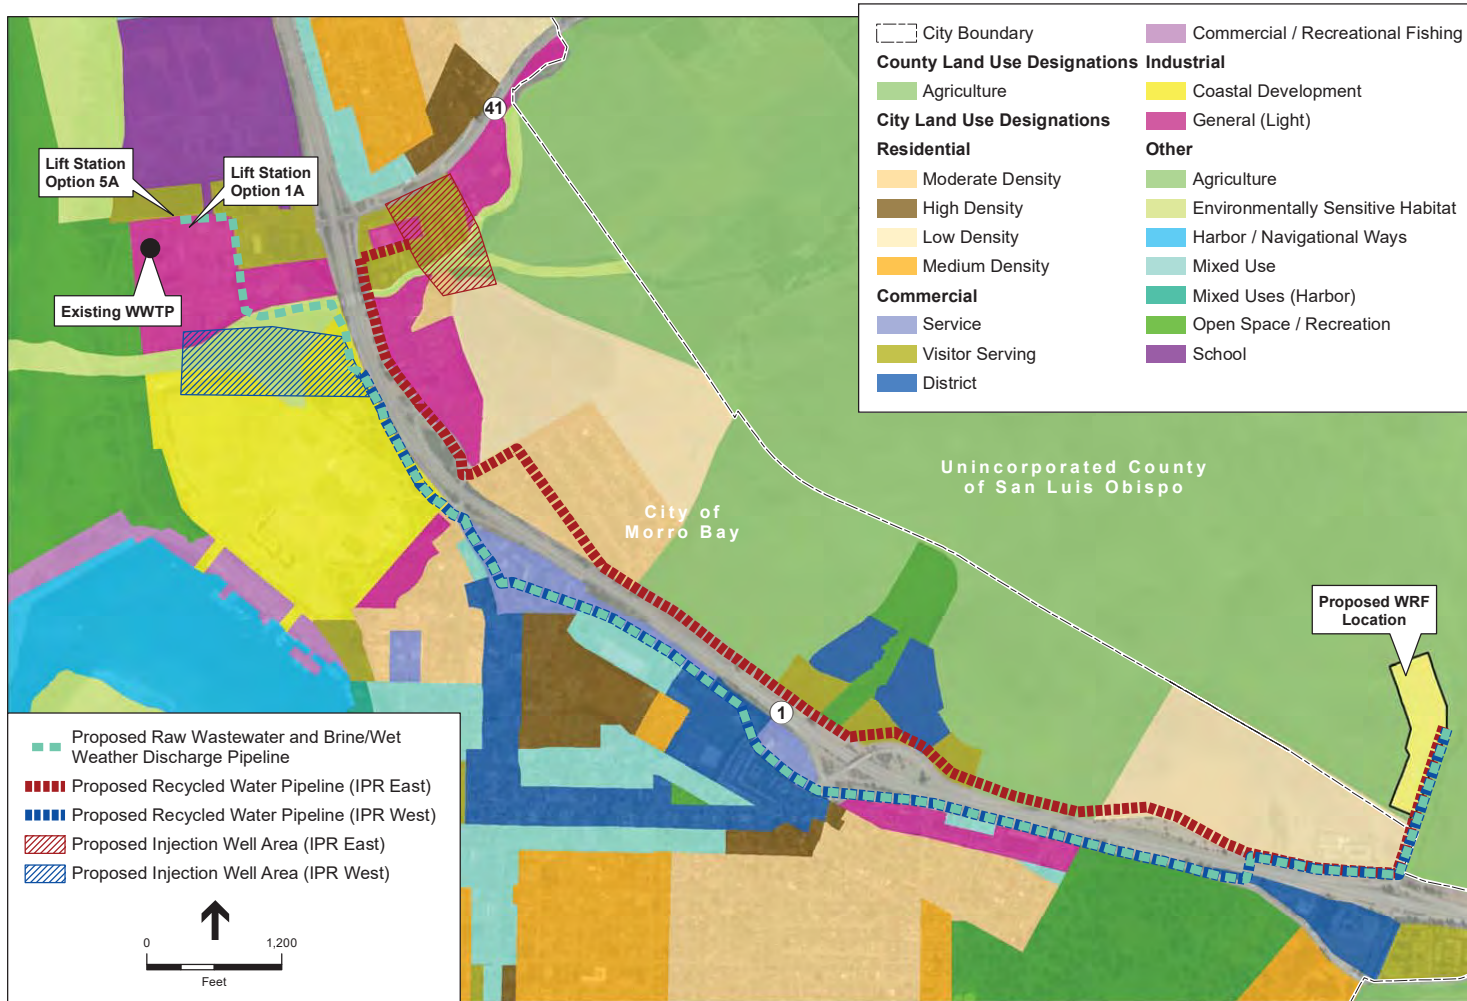 City Boundary
County Land Use Designations
Agriculture
City Land Use Designations
Residential
Moderate Density
High Density
Low Density
Medium Density
Commercial
Service
Visitor Serving
District
Commercial / Recreational Fishing
Industrial
Coastal Development
General (Light)
Other
Agriculture
Environmentally Sensitive Habitat
Harbor / Navigational Ways
Mixed Use
Mixed Uses (Harbor)
Open Space / Recreation
School
41
Lift Station
Option 5A
Lift Station
Option 1A
Existing WWTP
Unincorporated County
of San Luis Obispo
City of
Morro Bay
Proposed WRF
Location
1
Proposed Raw Wastewater and Brine/Wet
Weather Discharge Pipeline
Proposed Recycled Water Pipeline (IPR East)
Proposed Recycled Water Pipeline (IPR West)
Proposed Injection Well Area (IPR East)
Proposed Injection Well Area (IPR West)
0 1,200
Feet